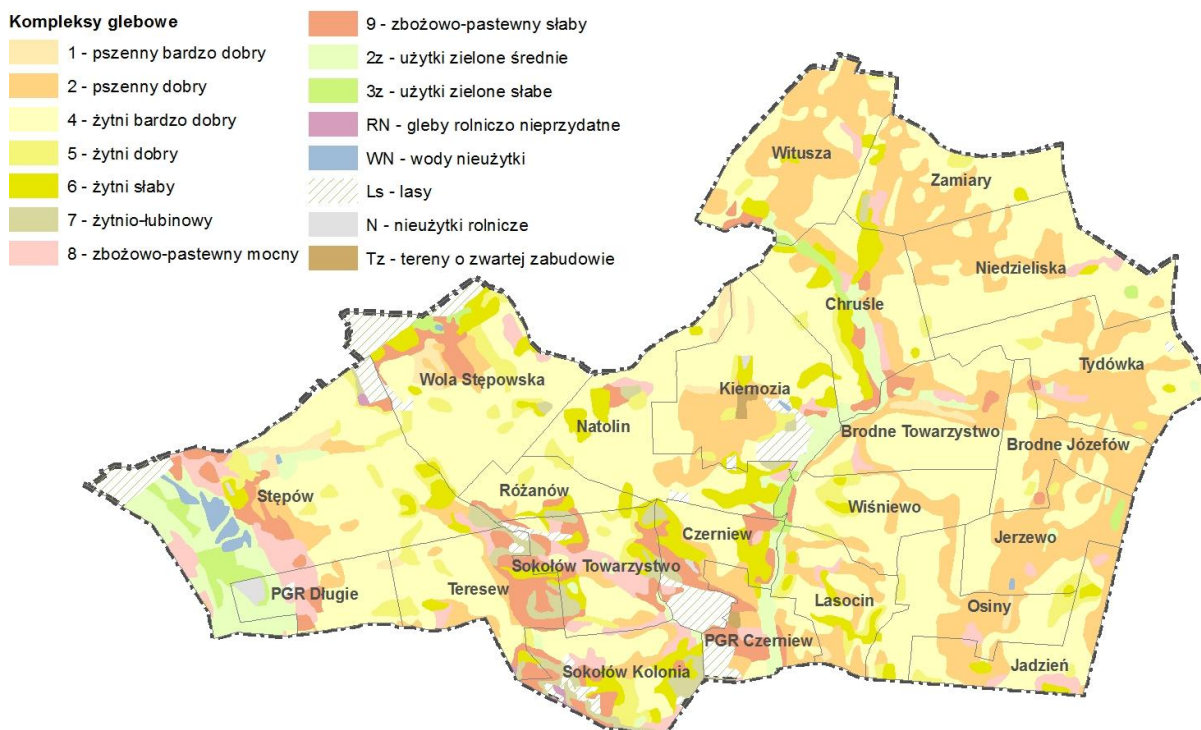 Kompleksy glebowe
1 - pszenny bardzo dobry
2 - pszenny dobry
4 - żytni bardzo dobry
5 - żytni dobry
6 - żytni słaby
7 - żytnio-łubinowy
8 - zbożowo-pastewny mocny
9 - zbożowo-pastewny słaby
2z - użytki zielone średnie
3z - użytki zielone słabe
RN - gleby rolniczo nieprzydatne
WN - wody nieużytki
Ls - lasy
N - nieużytki rolnicze
Tz - tereny o zwartej zabudowie
Witusza
Zamiary
Niedzieliska
Chruśle
Tydówka
Wola Stępowska
Kiernozia
Natolin
Brodne Towarzystwo
Brodne Józefów
Stępów
Różanów
Wiśniewo
Czerniew
Jerzewo
Sokołów Towarzystwo
PGR Długie
Teresew
Lasocin
Osiny
PGR Czerniew
Sokołów Kolonia
Jadzień